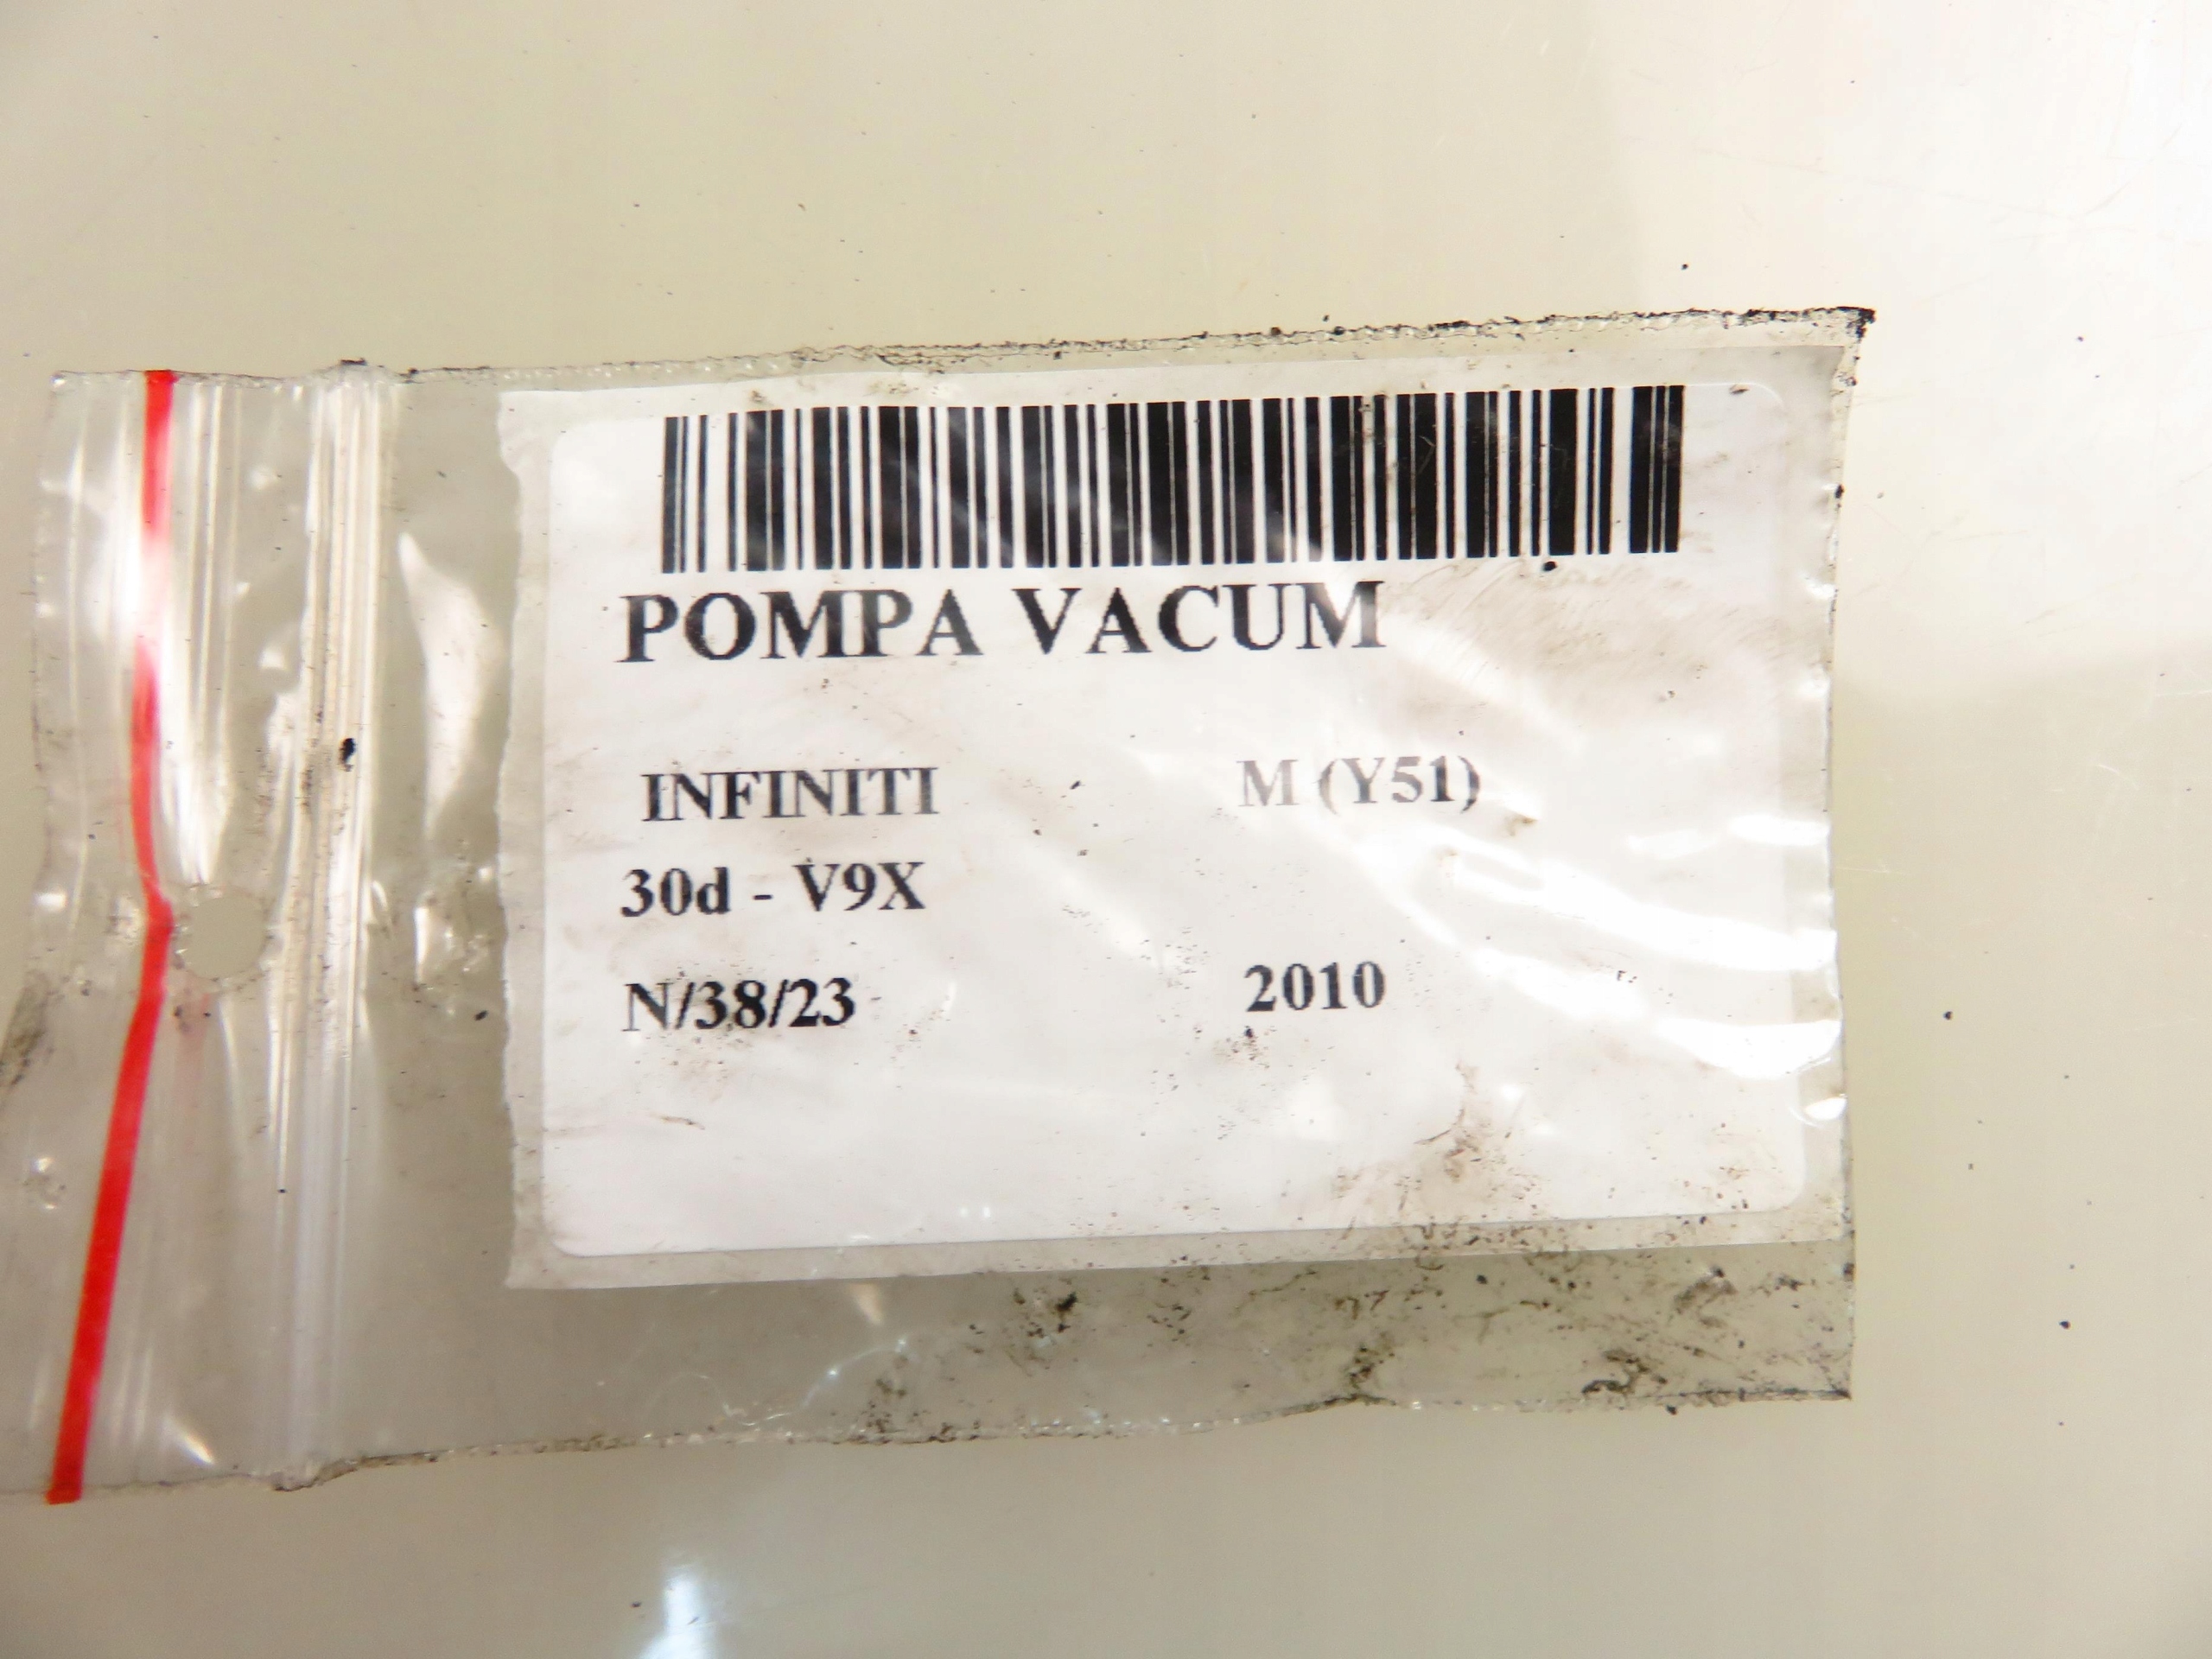 POMPA VACUM
INFINITI M (Y51)
30d - V9X
N/38/23 2010